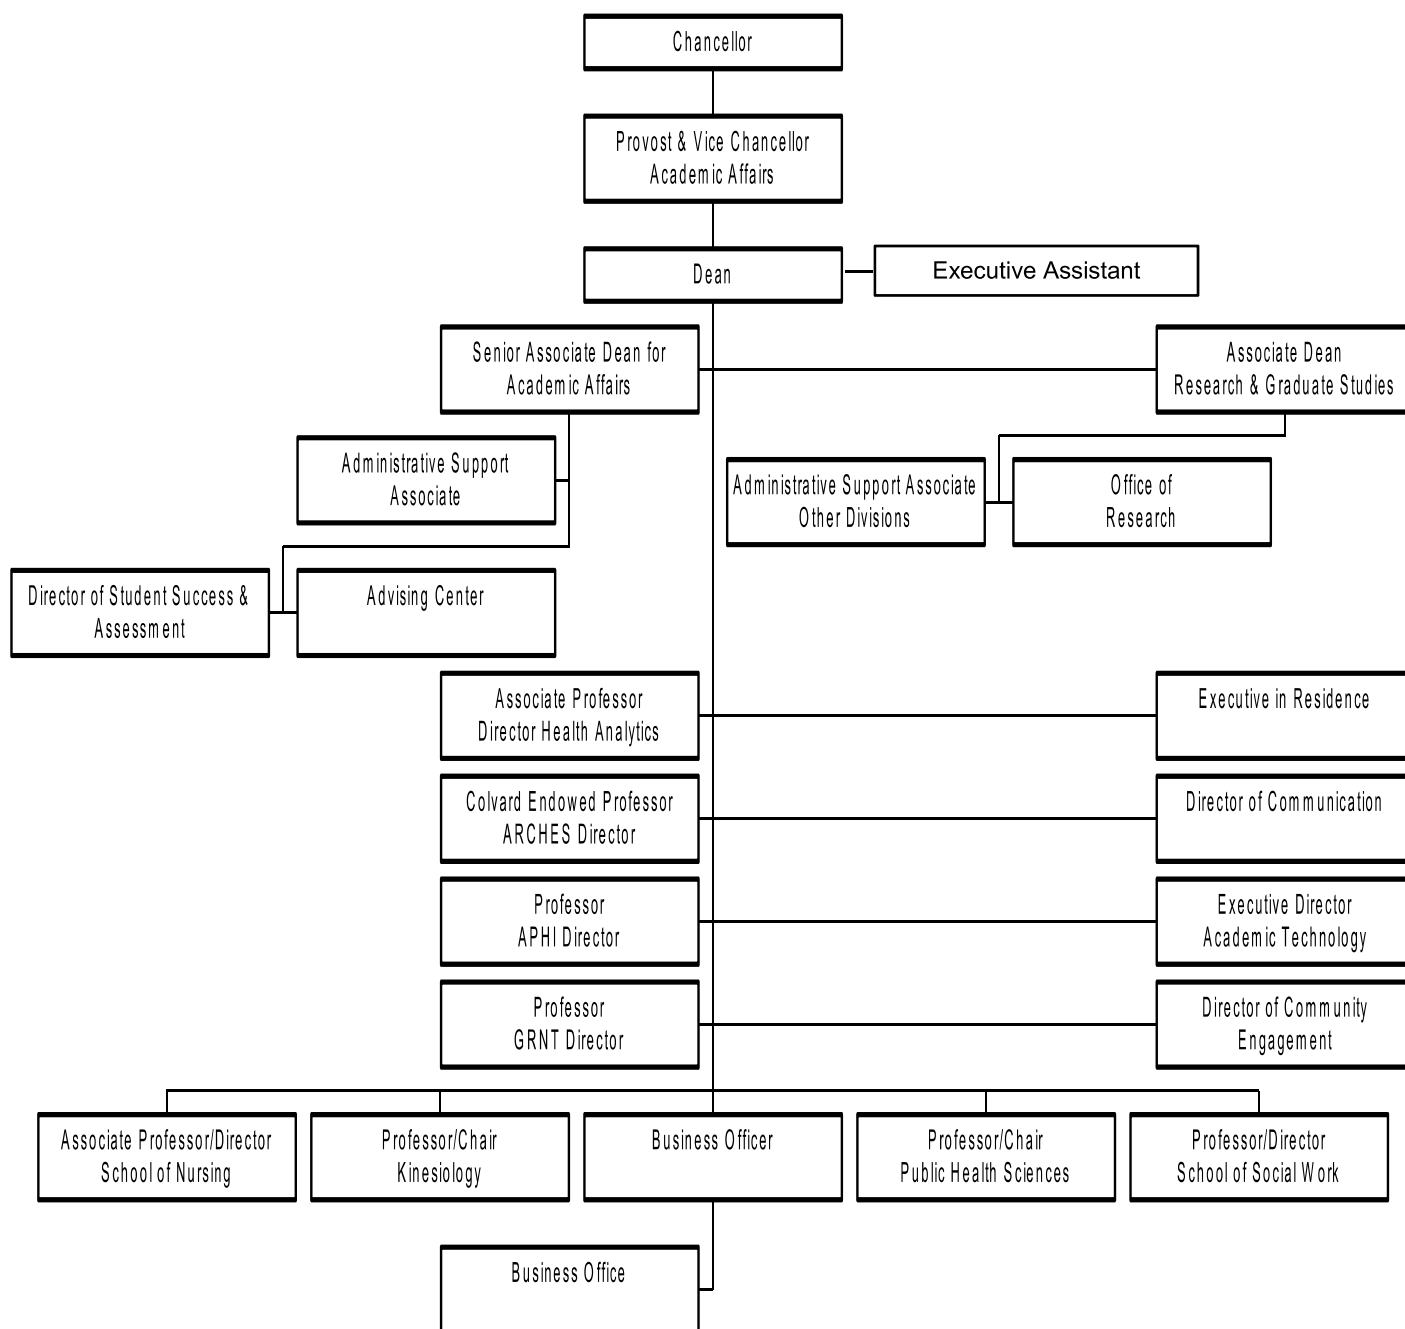 Chancellor
Provost & Vice Chancellor
Academic Affairs
Dean
Executive Assistant
Senior Associate Dean for
Academic Affairs
Associate Dean
Research & Graduate Studies
Administrative Support
Associate
Administrative Support Associate
Other Divisions
Office of
Research
Director of Student Success &
Assessment
Advising Center
Associate Professor
Director Health Analytics
Executive in Residence
Colvard Endowed Professor
ARCHES Director
Director of Communication
Professor
APHI Director
Executive Director
Academic Technology
Professor
GRNT Director
Director of Community
Engagement
Associate Professor/Director
School of Nursing
Professor/Chair
Kinesiology
Business Officer
Professor/Chair
Public Health Sciences
Professor/Director
School of Social Work
Business Office